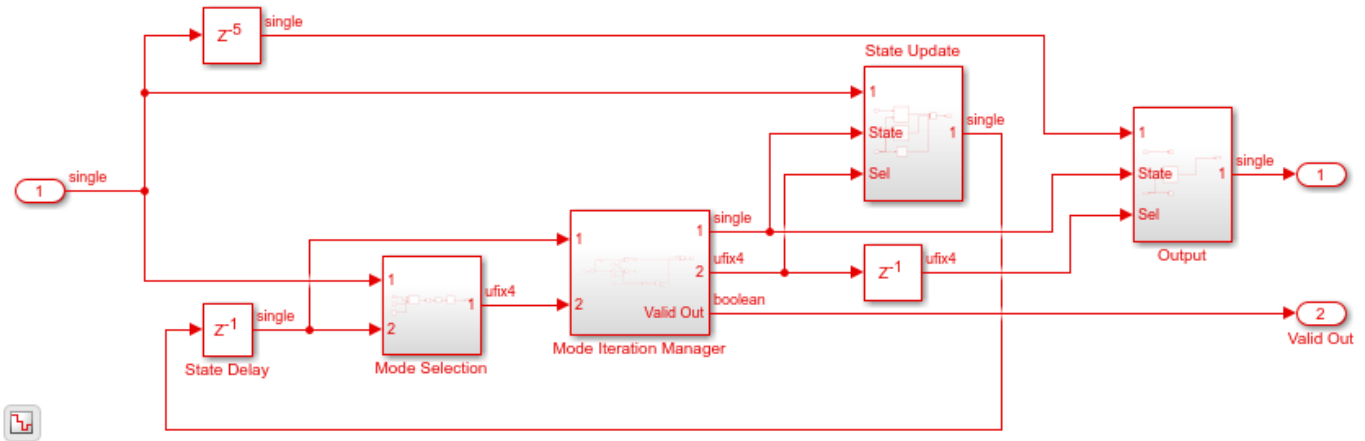 z-5
single
State Update
1
State
Sel
1
single
1
State
Sel
1
single
1
Output
1
single
1
2
1
ufix4
Mode Selection
z-1
single
State Delay
1
2
1
2
Valid Out
single
ufix4
boolean
Mode Iteration Manager
z-1
ufix4
2
Valid Out